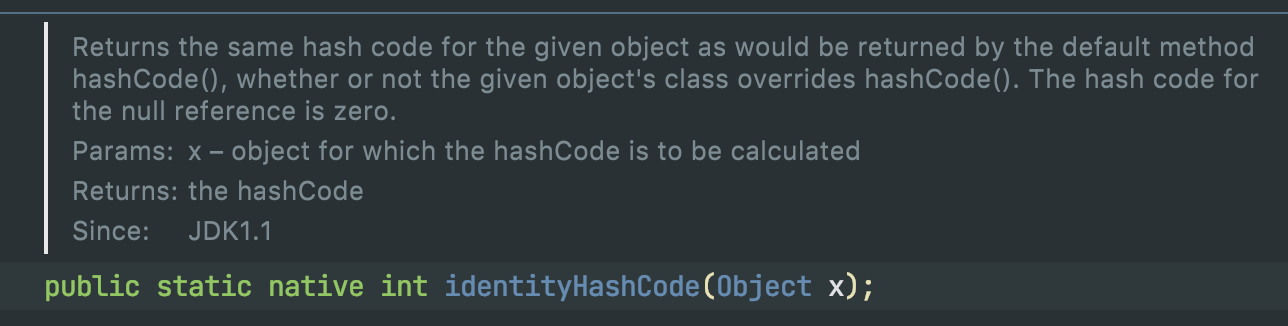 Returns the same hash code for the given object as would be returned by the default method
hashCode(), whether or not the given object's class overrides hashCode(). The hash code for
the null reference is zero.
Params: x – object for which the hashCode is to be calculated
Returns: the hashCode
Since: JDK1.1
public static native int identityHashCode(Object x);